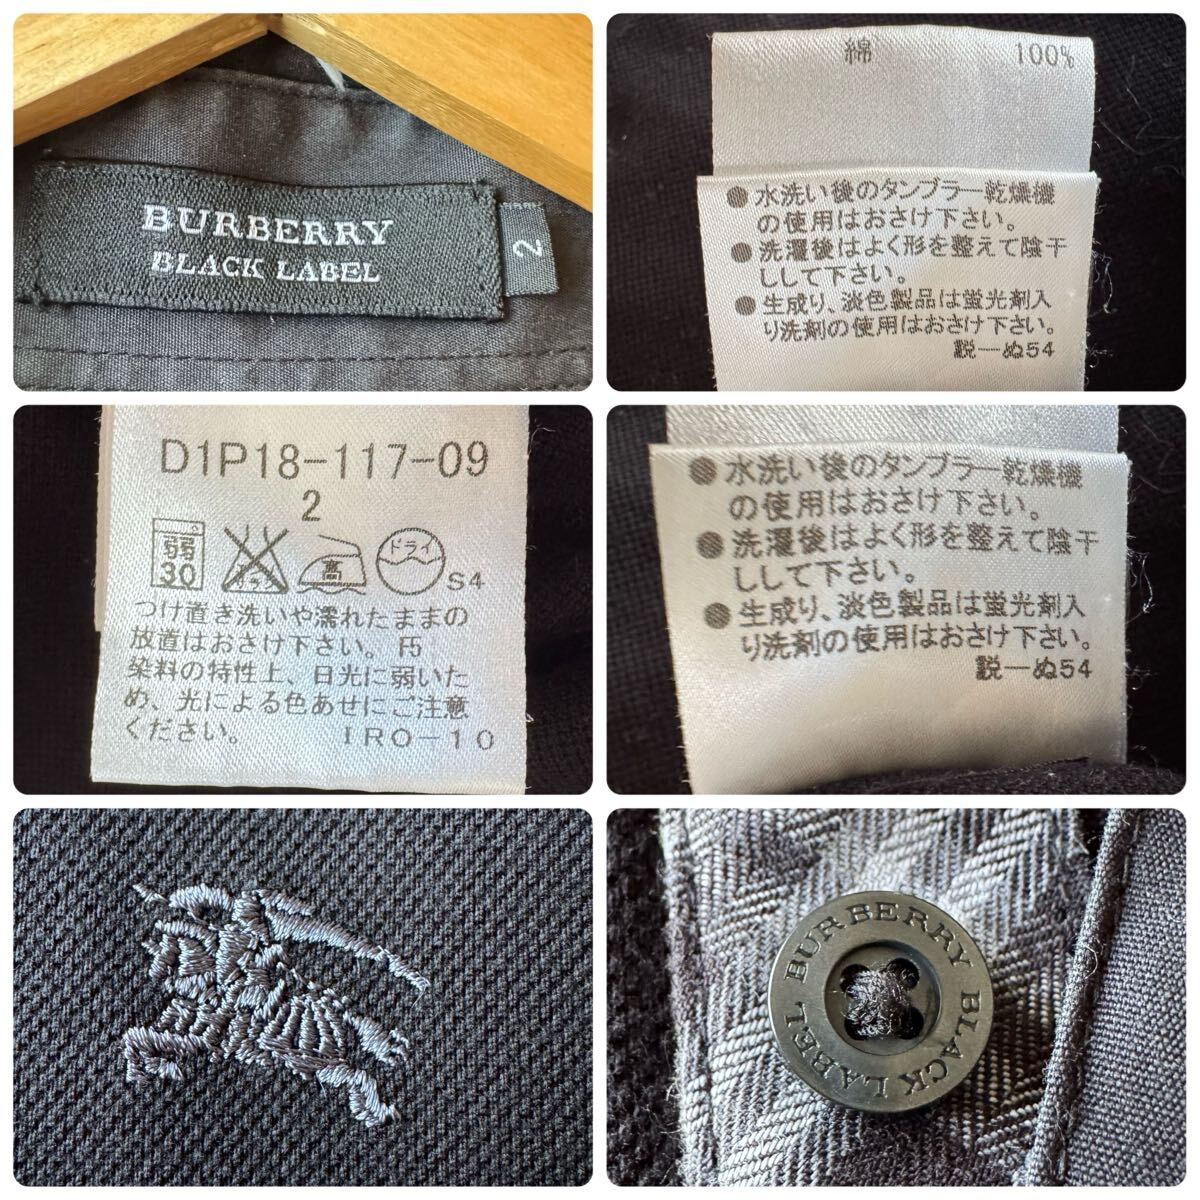 BURBERRY
BLACK LABEL
2
綿 100%
●水洗い後のタンブラー乾燥機
の使用はおさけ下さい。
●洗濯後はよく形を整えて陰干
しして下さい。
●生成り、淡色製品は蛍光剤入
り洗剤の使用はおさけ下さい。
説ーぬ54
D1P18-117-09
2
弱
30
高
ドライ
S4
つけ置き洗いや濡れたままの
放置はおさけ下さい。
染料の特性上、日光に弱いた
め、光による色あせにご注意
ください。 IRO-10
●水洗い後のタンブラー乾燥機
の使用はおさけ下さい。
●洗濯後はよく形を整えて陰干
しして下さい。
●生成り、淡色製品は蛍光剤入
り洗剤の使用はおさけ下さい。
説ーぬ54
BURBERRY BLACK LABEL